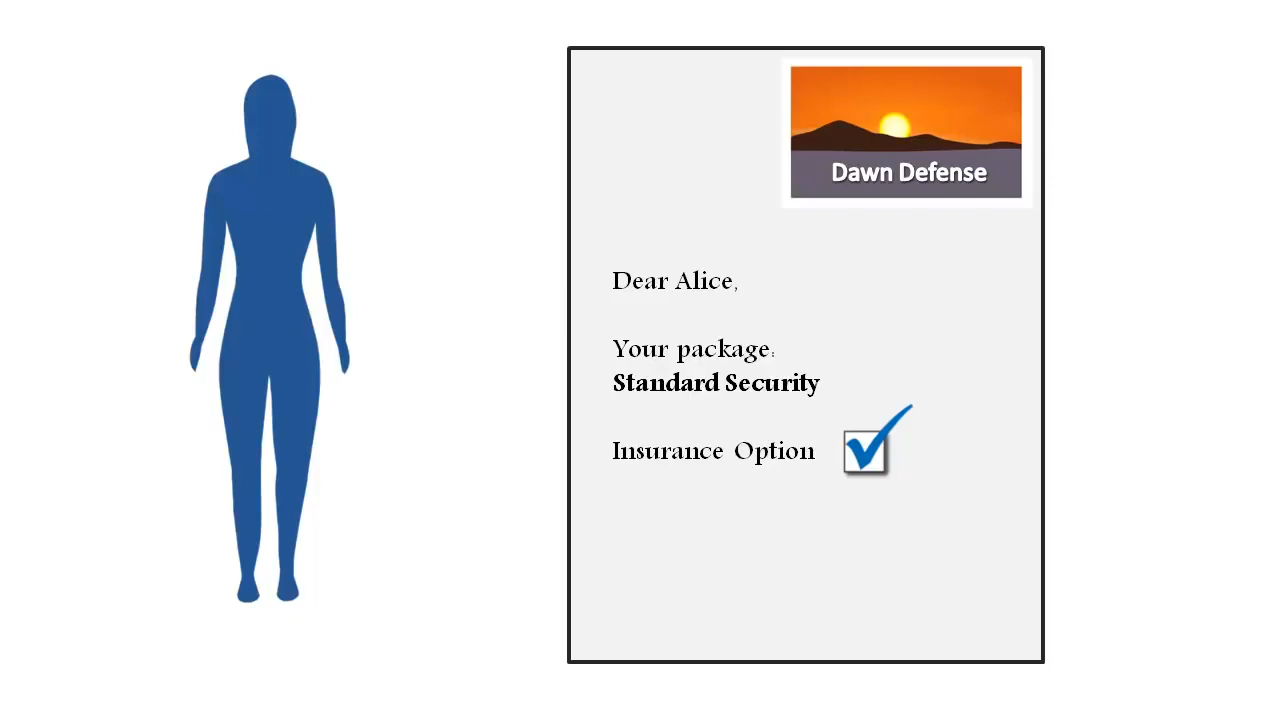 Dawn Defense
Dear Alice,
Your package:
Standard Security
Insurance Option